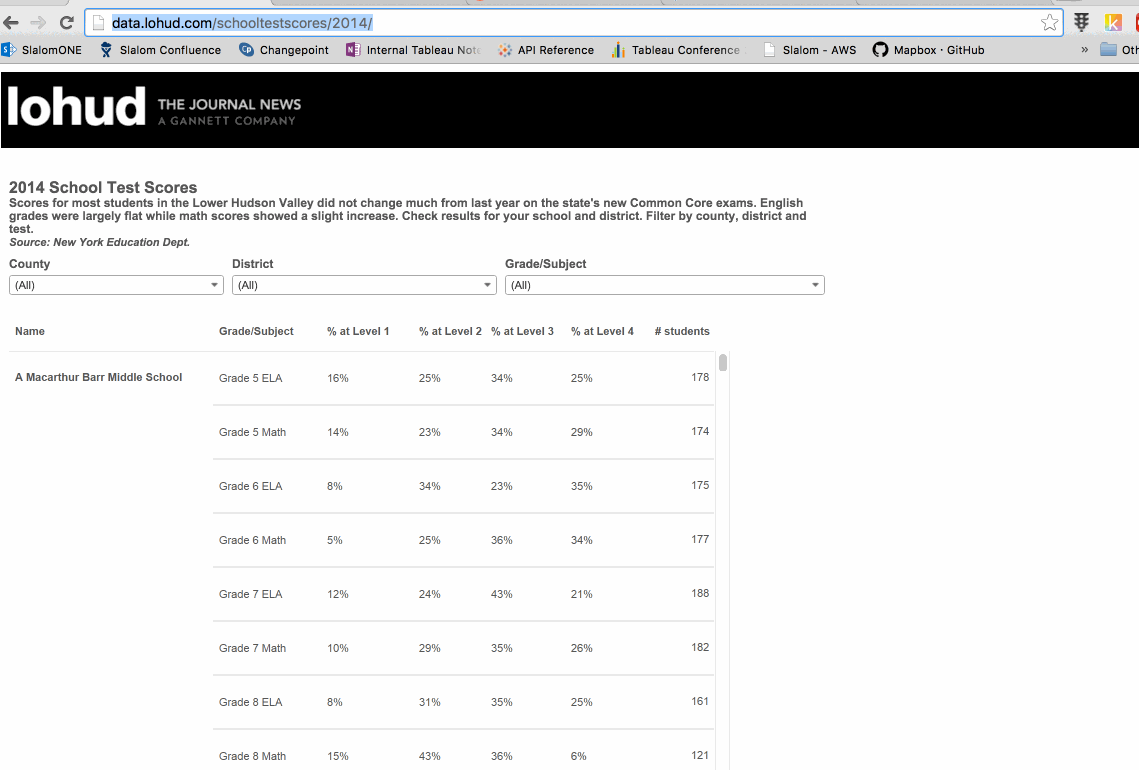 data.lohud.com/schooltestscores/2014/
SlalomONE Slalom Confluence Changepoint Internal Tableau Note API Reference Tableau Conference Slalom - AWS Mapbox · GitHub » Oth
lohud THE JOURNAL NEWS
A GANNETT COMPANY
2014 School Test Scores
Scores for most students in the Lower Hudson Valley did not change much from last year on the state's new Common Core exams. English
grades were largely flat while math scores showed a slight increase. Check results for your school and district. Filter by county, district and
test.
Source: New York Education Dept.
County District Grade/Subject
(All) (All) (All)
Name Grade/Subject % at Level 1 % at Level 2 % at Level 3 % at Level 4 # students
A Macarthur Barr Middle School Grade 5 ELA 16% 25% 34% 25% 178
Grade 5 Math 14% 23% 34% 29% 174
Grade 6 ELA 8% 34% 23% 35% 175
Grade 6 Math 5% 25% 36% 34% 177
Grade 7 ELA 12% 24% 43% 21% 188
Grade 7 Math 10% 29% 35% 26% 182
Grade 8 ELA 8% 31% 35% 25% 161
Grade 8 Math 15% 43% 36% 6% 121